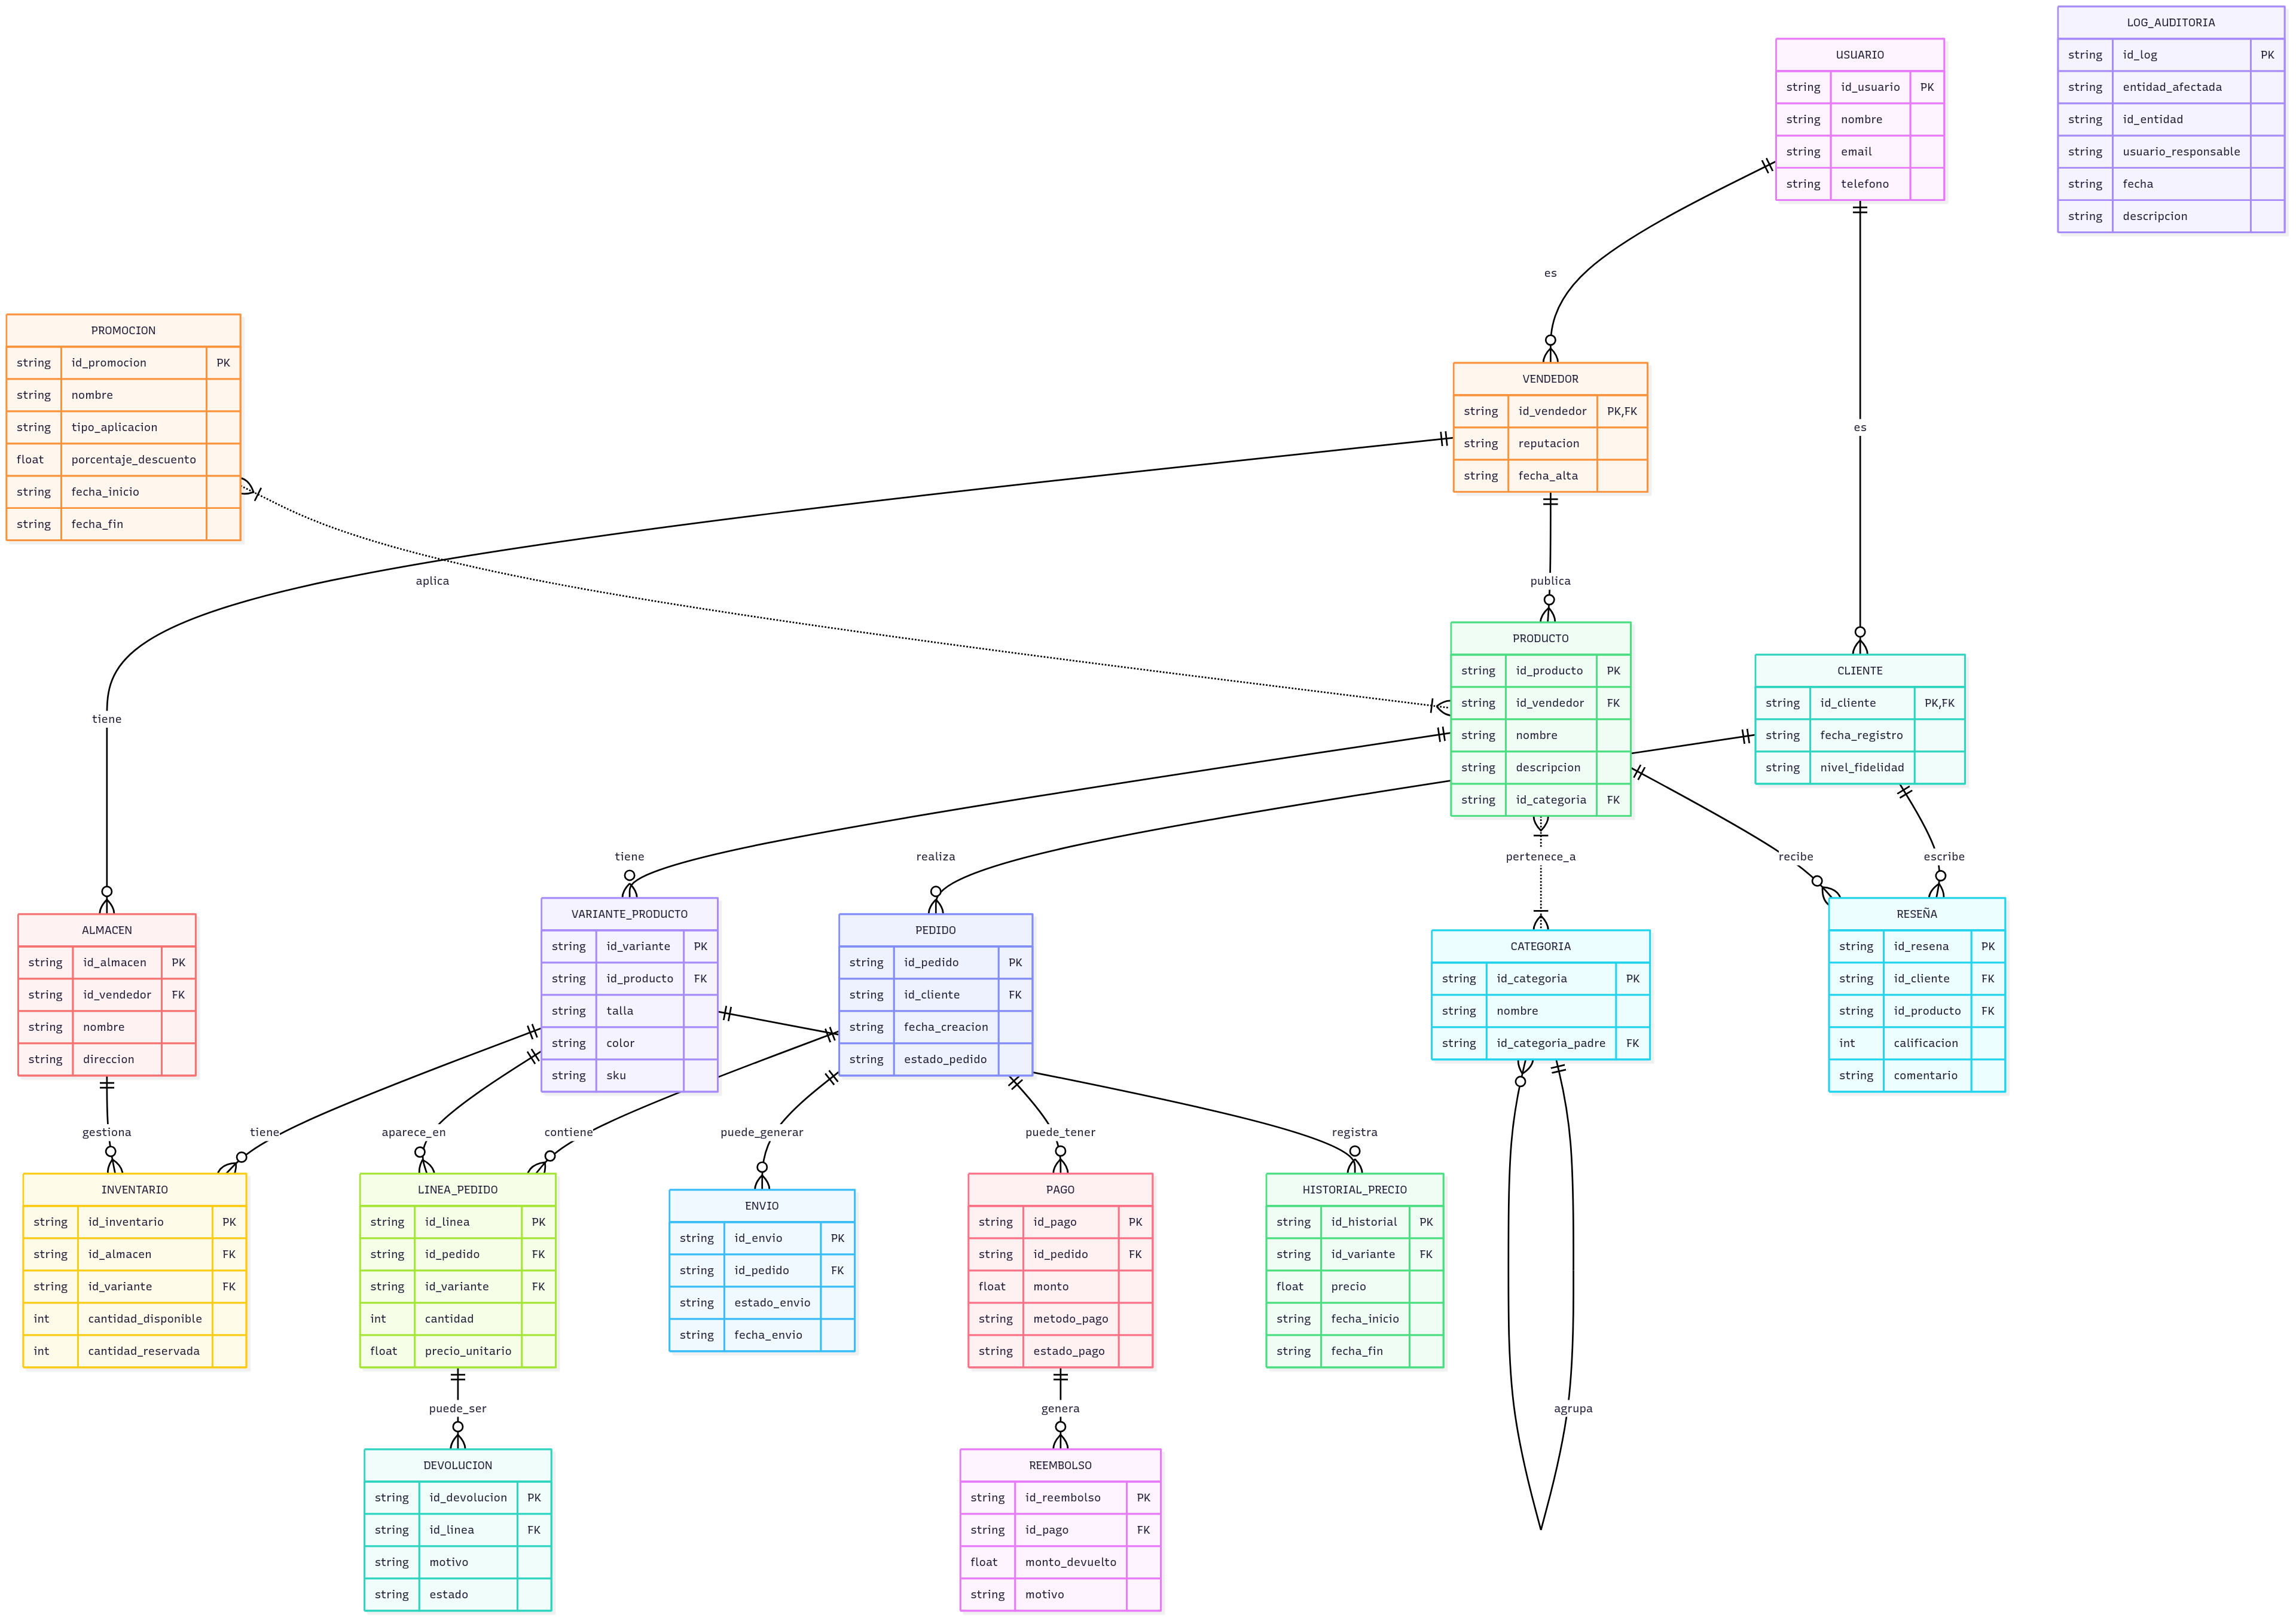 LOG_AUDITORIA
string id_log PK
string entidad_afectada
string id_entidad
string usuario_responsable
string fecha
string descripcion
USUARIO
string id_usuario PK
string nombre
string email
string telefono
es
es
PROMOCION
string id_promocion PK
string nombre
string tipo_aplicacion
float porcentaje_descuento
string fecha_inicio
string fecha_fin
VENDEDOR
string id_vendedor PK,FK
string reputacion
string fecha_alta
aplica
publica
tiene
PRODUCTO
string id_producto PK
string id_vendedor FK
string nombre
string descripcion
string id_categoria FK
CLIENTE
string id_cliente PK,FK
string fecha_registro
string nivel_fidelidad
tiene
realiza
pertenece_a
recibe
escribe
ALMACEN
string id_almacen PK
string id_vendedor FK
string nombre
string direccion
VARIANTE_PRODUCTO
string id_variante PK
string id_producto FK
string talla
string color
string sku
PEDIDO
string id_pedido PK
string id_cliente FK
string fecha_creacion
string estado_pedido
CATEGORIA
string id_categoria PK
string nombre
string id_categoria_padre FK
RESEÑA
string id_resena PK
string id_cliente FK
string id_producto FK
int calificacion
string comentario
gestiona
tiene
aparece_en
contiene
puede_generar
puede_tener
registra
INVENTARIO
string id_inventario PK
string id_almacen FK
string id_variante FK
int cantidad_disponible
int cantidad_reservada
LINEA_PEDIDO
string id_linea PK
string id_pedido FK
string id_variante FK
int cantidad
float precio_unitario
ENVIO
string id_envio PK
string id_pedido FK
string estado_envio
string fecha_envio
PAGO
string id_pago PK
string id_pedido FK
float monto
string metodo_pago
string estado_pago
HISTORIAL_PRECIO
string id_historial PK
string id_variante FK
float precio
string fecha_inicio
string fecha_fin
puede_ser
genera
agrupa
DEVOLUCION
string id_devolucion PK
string id_linea FK
string motivo
string estado
REEMBOLSO
string id_reembolso PK
string id_pago FK
float monto_devuelto
string motivo